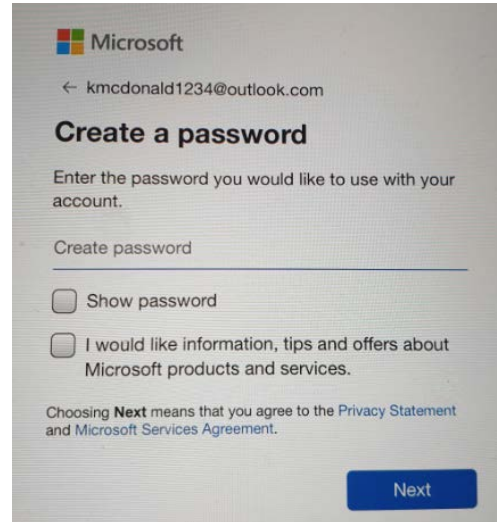 Microsoft
← kmcdonald1234@outlook.com
Create a password
Enter the password you would like to use with your
account.
Create password
Show password
I would like information, tips and offers about
Microsoft products and services.
Choosing Next means that you agree to the Privacy Statement
and Microsoft Services Agreement.
Next